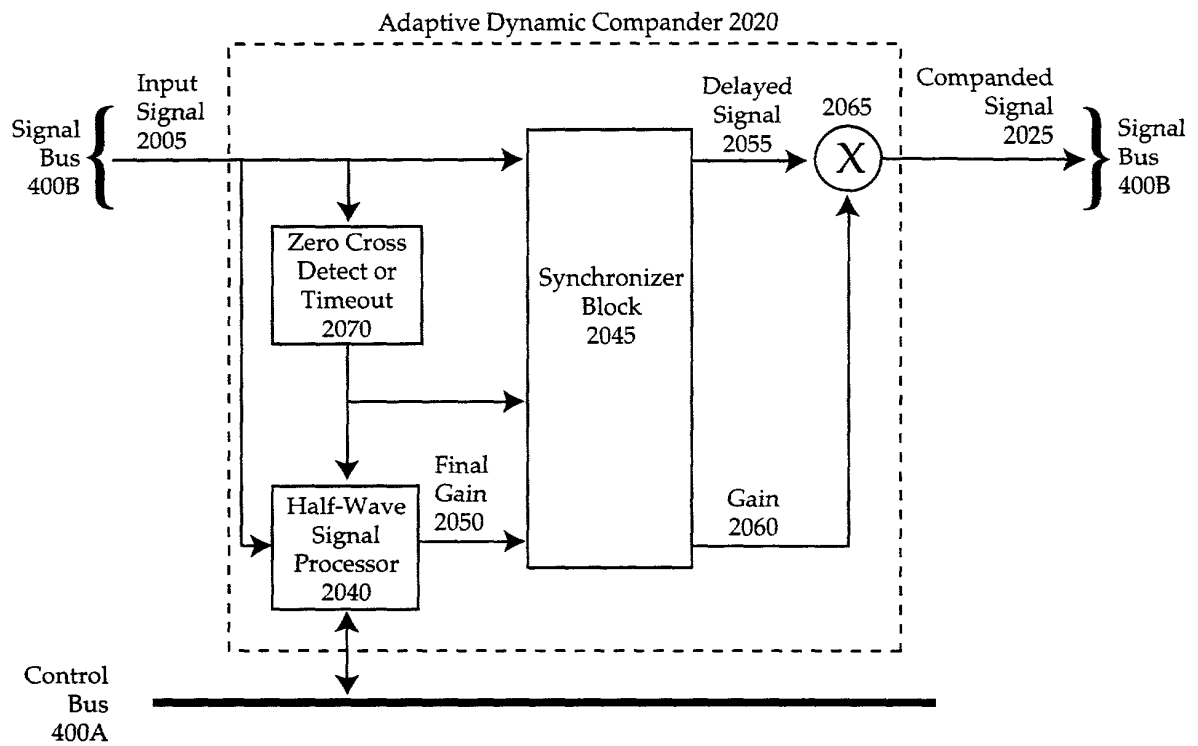 Adaptive Dynamic Compander 2020
Input
Signal
2005
Signal
Bus
400B
Delayed
Signal
2055
2065
X
Companded
Signal
2025
Signal
Bus
400B
Zero Cross
Detect or
Timeout
2070
Synchronizer
Block
2045
Half-Wave
Signal
Processor
2040
Final
Gain
2050
Gain
2060
Control
Bus
400A